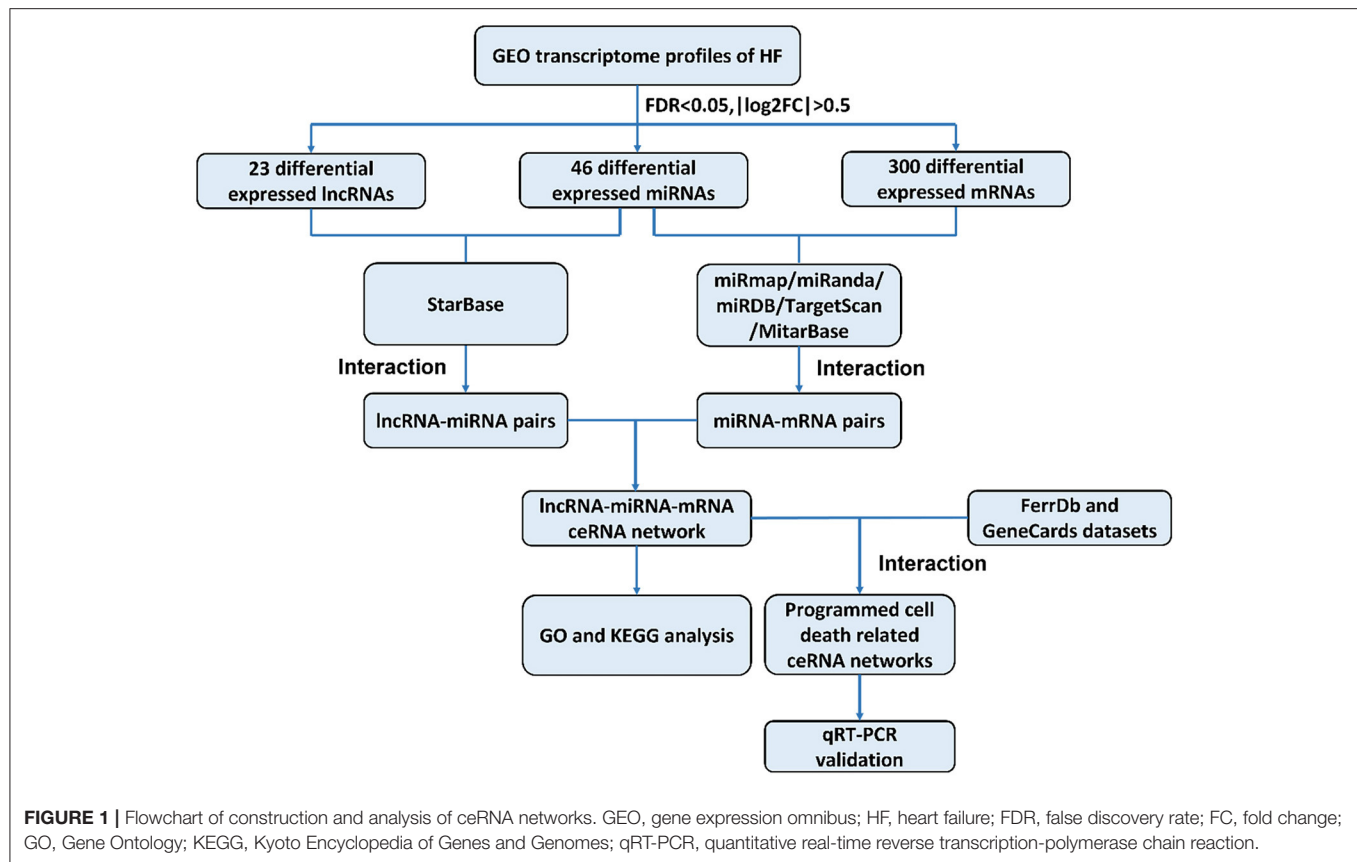 GEO transcriptome profiles of HF
FDR<0.05,|log2FC|>0.5
23 differential
expressed lncRNAs
46 differential
expressed miRNAs
300 differential
expressed mRNAs
StarBase
miRmap/miRanda/
miRDB/TargetScan
/MitarBase
Interaction
Interaction
lncRNA-miRNA pairs
miRNA-mRNA pairs
lncRNA-miRNA-mRNA
ceRNA network
FerrDb and
GeneCards datasets
Interaction
GO and KEGG analysis
Programmed cell
death related
ceRNA networks
qRT-PCR
validation
FIGURE 1 | Flowchart of construction and analysis of ceRNA networks. GEO, gene expression omnibus; HF, heart failure; FDR, false discovery rate; FC, fold change;
GO, Gene Ontology; KEGG, Kyoto Encyclopedia of Genes and Genomes; qRT-PCR, quantitative real-time reverse transcription-polymerase chain reaction.